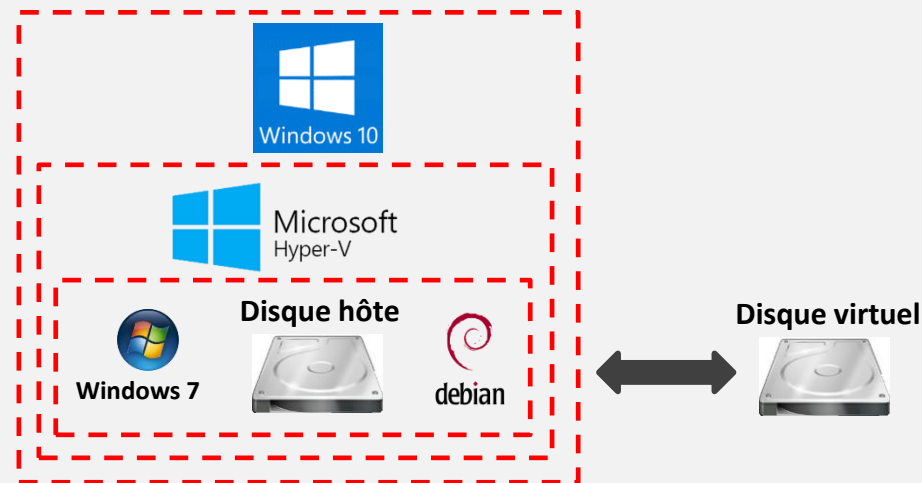 Windows 10
Microsoft
Hyper-V
Disque hôte
Windows 7
debian
Disque virtuel